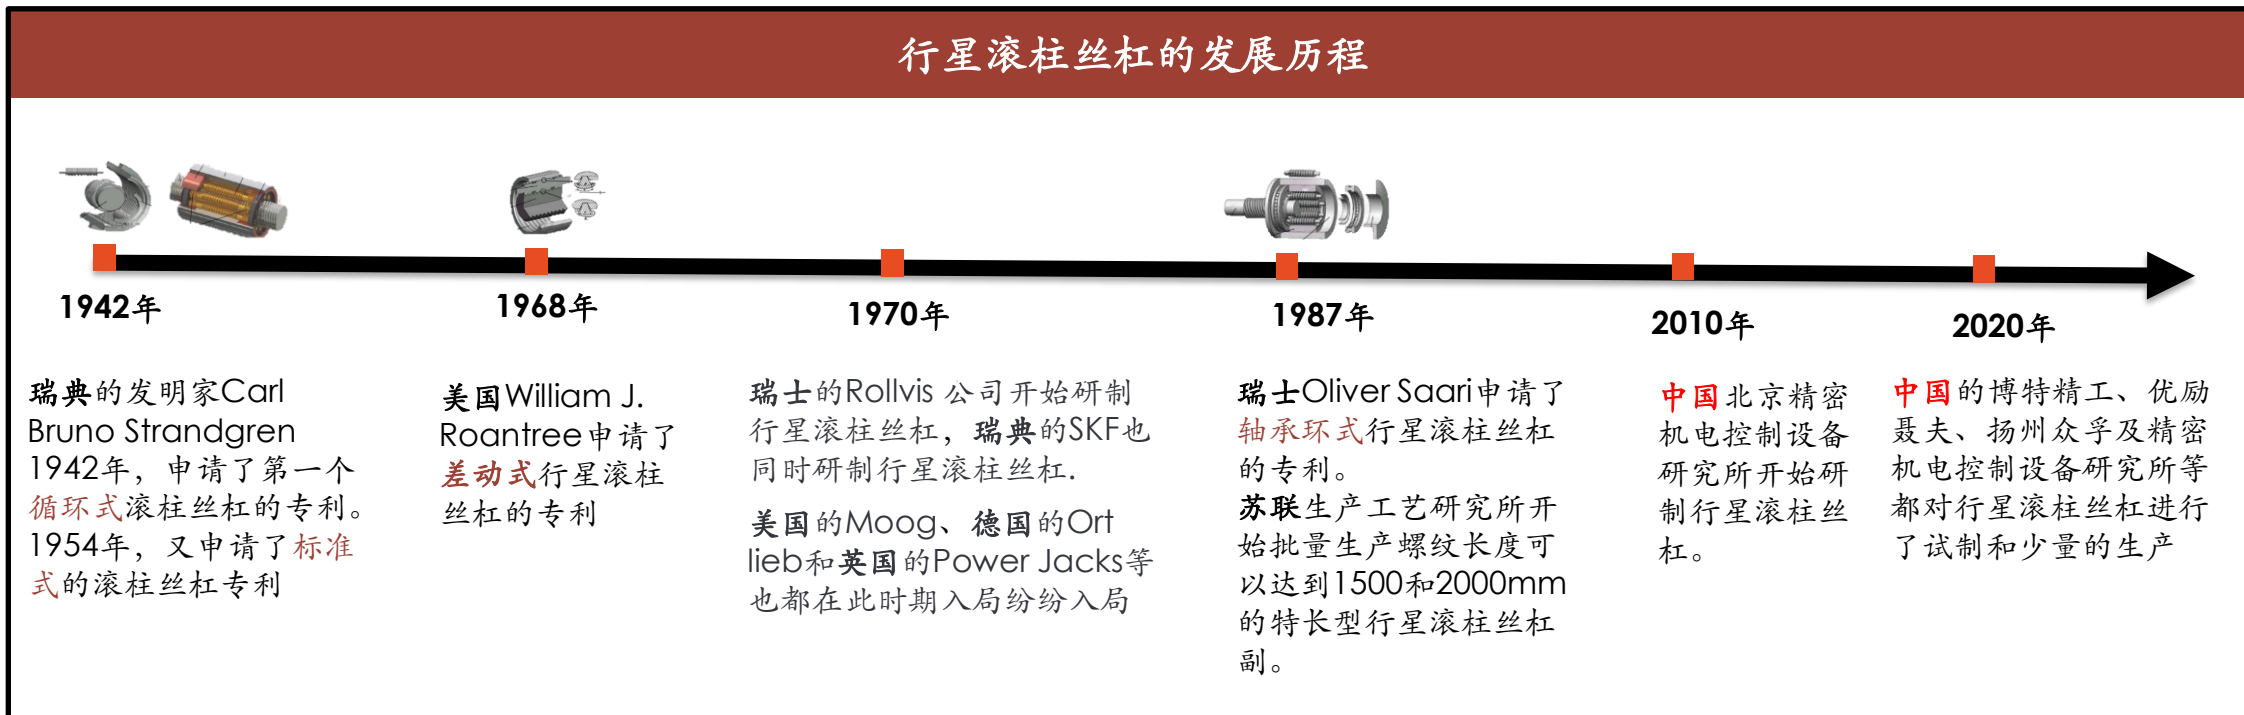 行星滚柱丝杠的发展历程
1942年
瑞典的发明家Carl
Bruno Strandgren
1942年，申请了第一个
循环式滚柱丝杠的专利。
1954年，又申请了标准
式的滚柱丝杠专利
1968年
美国William J.
Roantree申请了
差动式行星滚柱
丝杠的专利
1970年
瑞士的Rollvis 公司开始研制
行星滚柱丝杠，瑞典的SKF也
同时研制行星滚柱丝杠.
美国的Moog、德国的Ort
lieb和英国的Power Jacks等
也都在此时期入局纷纷入局
1987年
瑞士Oliver Saari申请了
轴承环式行星滚柱丝杠
的专利。
苏联生产工艺研究所开
始批量生产螺纹长度可
以达到1500和2000mm
的特长型行星滚柱丝杠
副。
2010年
中国北京精密
机电控制设备
研究所开始研
制行星滚柱丝
杠。
2020年
中国的博特精工、优励
聂夫、扬州众孚及精密
机电控制设备研究所等
都对行星滚柱丝杠进行
了试制和少量的生产